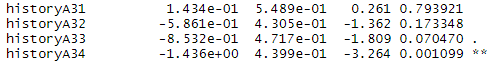 historyA31 1.434e-01 5.489e-01 0.261 0.793921
historyA32 -5.861e-01 4.305e-01 -1.362 0.173348
historyA33 -8.532e-01 4.717e-01 -1.809 0.070470 .
historyA34 -1.436e+00 4.399e-01 -3.264 0.001099 **